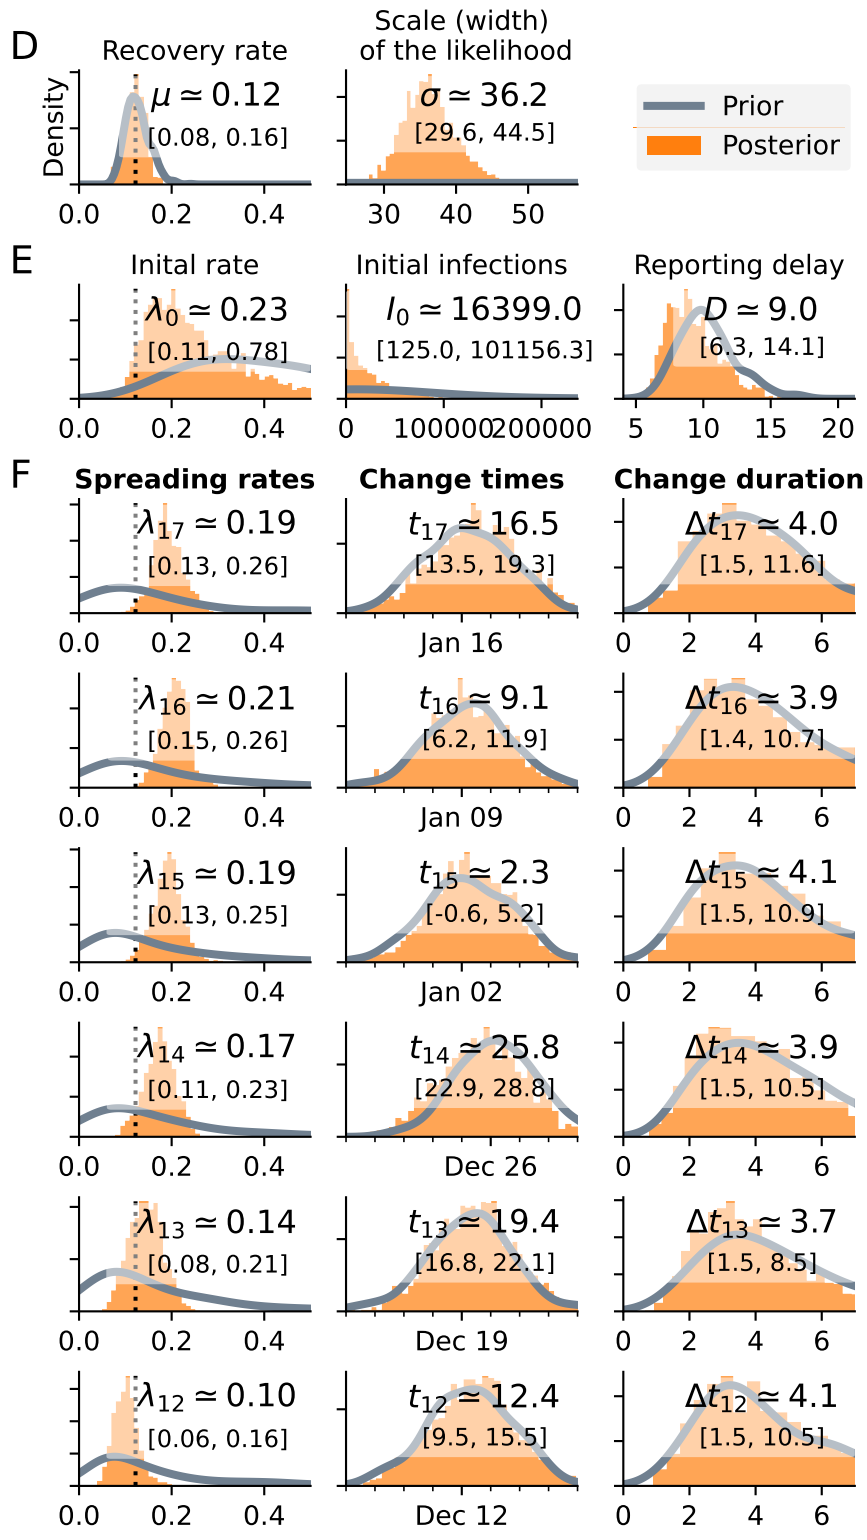 D
Recovery rate
Scale (width)
of the likelihood
Density
μ ≃ 0.12
[0.08, 0.16]
σ ≃ 36.2
[29.6, 44.5]
Prior
Posterior
0.0 0.2 0.4
30 40 50
E
Inital rate
Initial infections
Reporting delay
λ0 ≃ 0.23
[0.11, 0.78]
I0 ≃ 16399.0
[125.0, 101156.3]
D ≃ 9.0
[6.3, 14.1]
0.0 0.2 0.4
0 100000 200000
5 10 15 20
F
Spreading rates
Change times
Change duration
λ17 ≃ 0.19
[0.13, 0.26]
t17 ≃ 16.5
[13.5, 19.3]
Δt17 ≃ 4.0
[1.5, 11.6]
0.0 0.2 0.4
Jan 16
0 2 4 6
λ16 ≃ 0.21
[0.15, 0.26]
t16 ≃ 9.1
[6.2, 11.9]
Δt16 ≃ 3.9
[1.4, 10.7]
0.0 0.2 0.4
Jan 09
0 2 4 6
λ15 ≃ 0.19
[0.13, 0.25]
t15 ≃ 2.3
[-0.6, 5.2]
Δt15 ≃ 4.1
[1.5, 10.9]
0.0 0.2 0.4
Jan 02
0 2 4 6
λ14 ≃ 0.17
[0.11, 0.23]
t14 ≃ 25.8
[22.9, 28.8]
Δt14 ≃ 3.9
[1.5, 10.5]
0.0 0.2 0.4
Dec 26
0 2 4 6
λ13 ≃ 0.14
[0.08, 0.21]
t13 ≃ 19.4
[16.8, 22.1]
Δt13 ≃ 3.7
[1.5, 8.5]
0.0 0.2 0.4
Dec 19
0 2 4 6
λ12 ≃ 0.10
[0.06, 0.16]
t12 ≃ 12.4
[9.5, 15.5]
Δt12 ≃ 4.1
[1.5, 10.5]
0.0 0.2 0.4
Dec 12
0 2 4 6